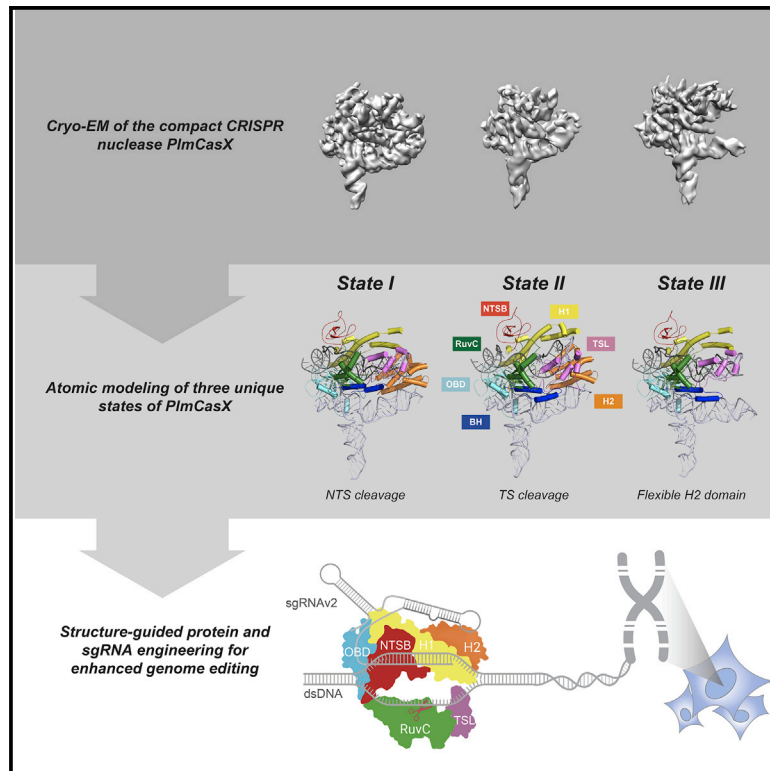 Cryo-EM of the compact CRISPR
nuclease PlmCasX
State I
State II
State III
NTSB
H1
RuvC
TSL
OBD
H2
BH
Atomic modeling of three unique
states of PlmCasX
NTS cleavage
TS cleavage
Flexible H2 domain
Structure-guided protein and
sgRNA engineering for
enhanced genome editing
sgRNAv2
OBD
NTSB
H1
H2
dsDNA
RuvC
TSL